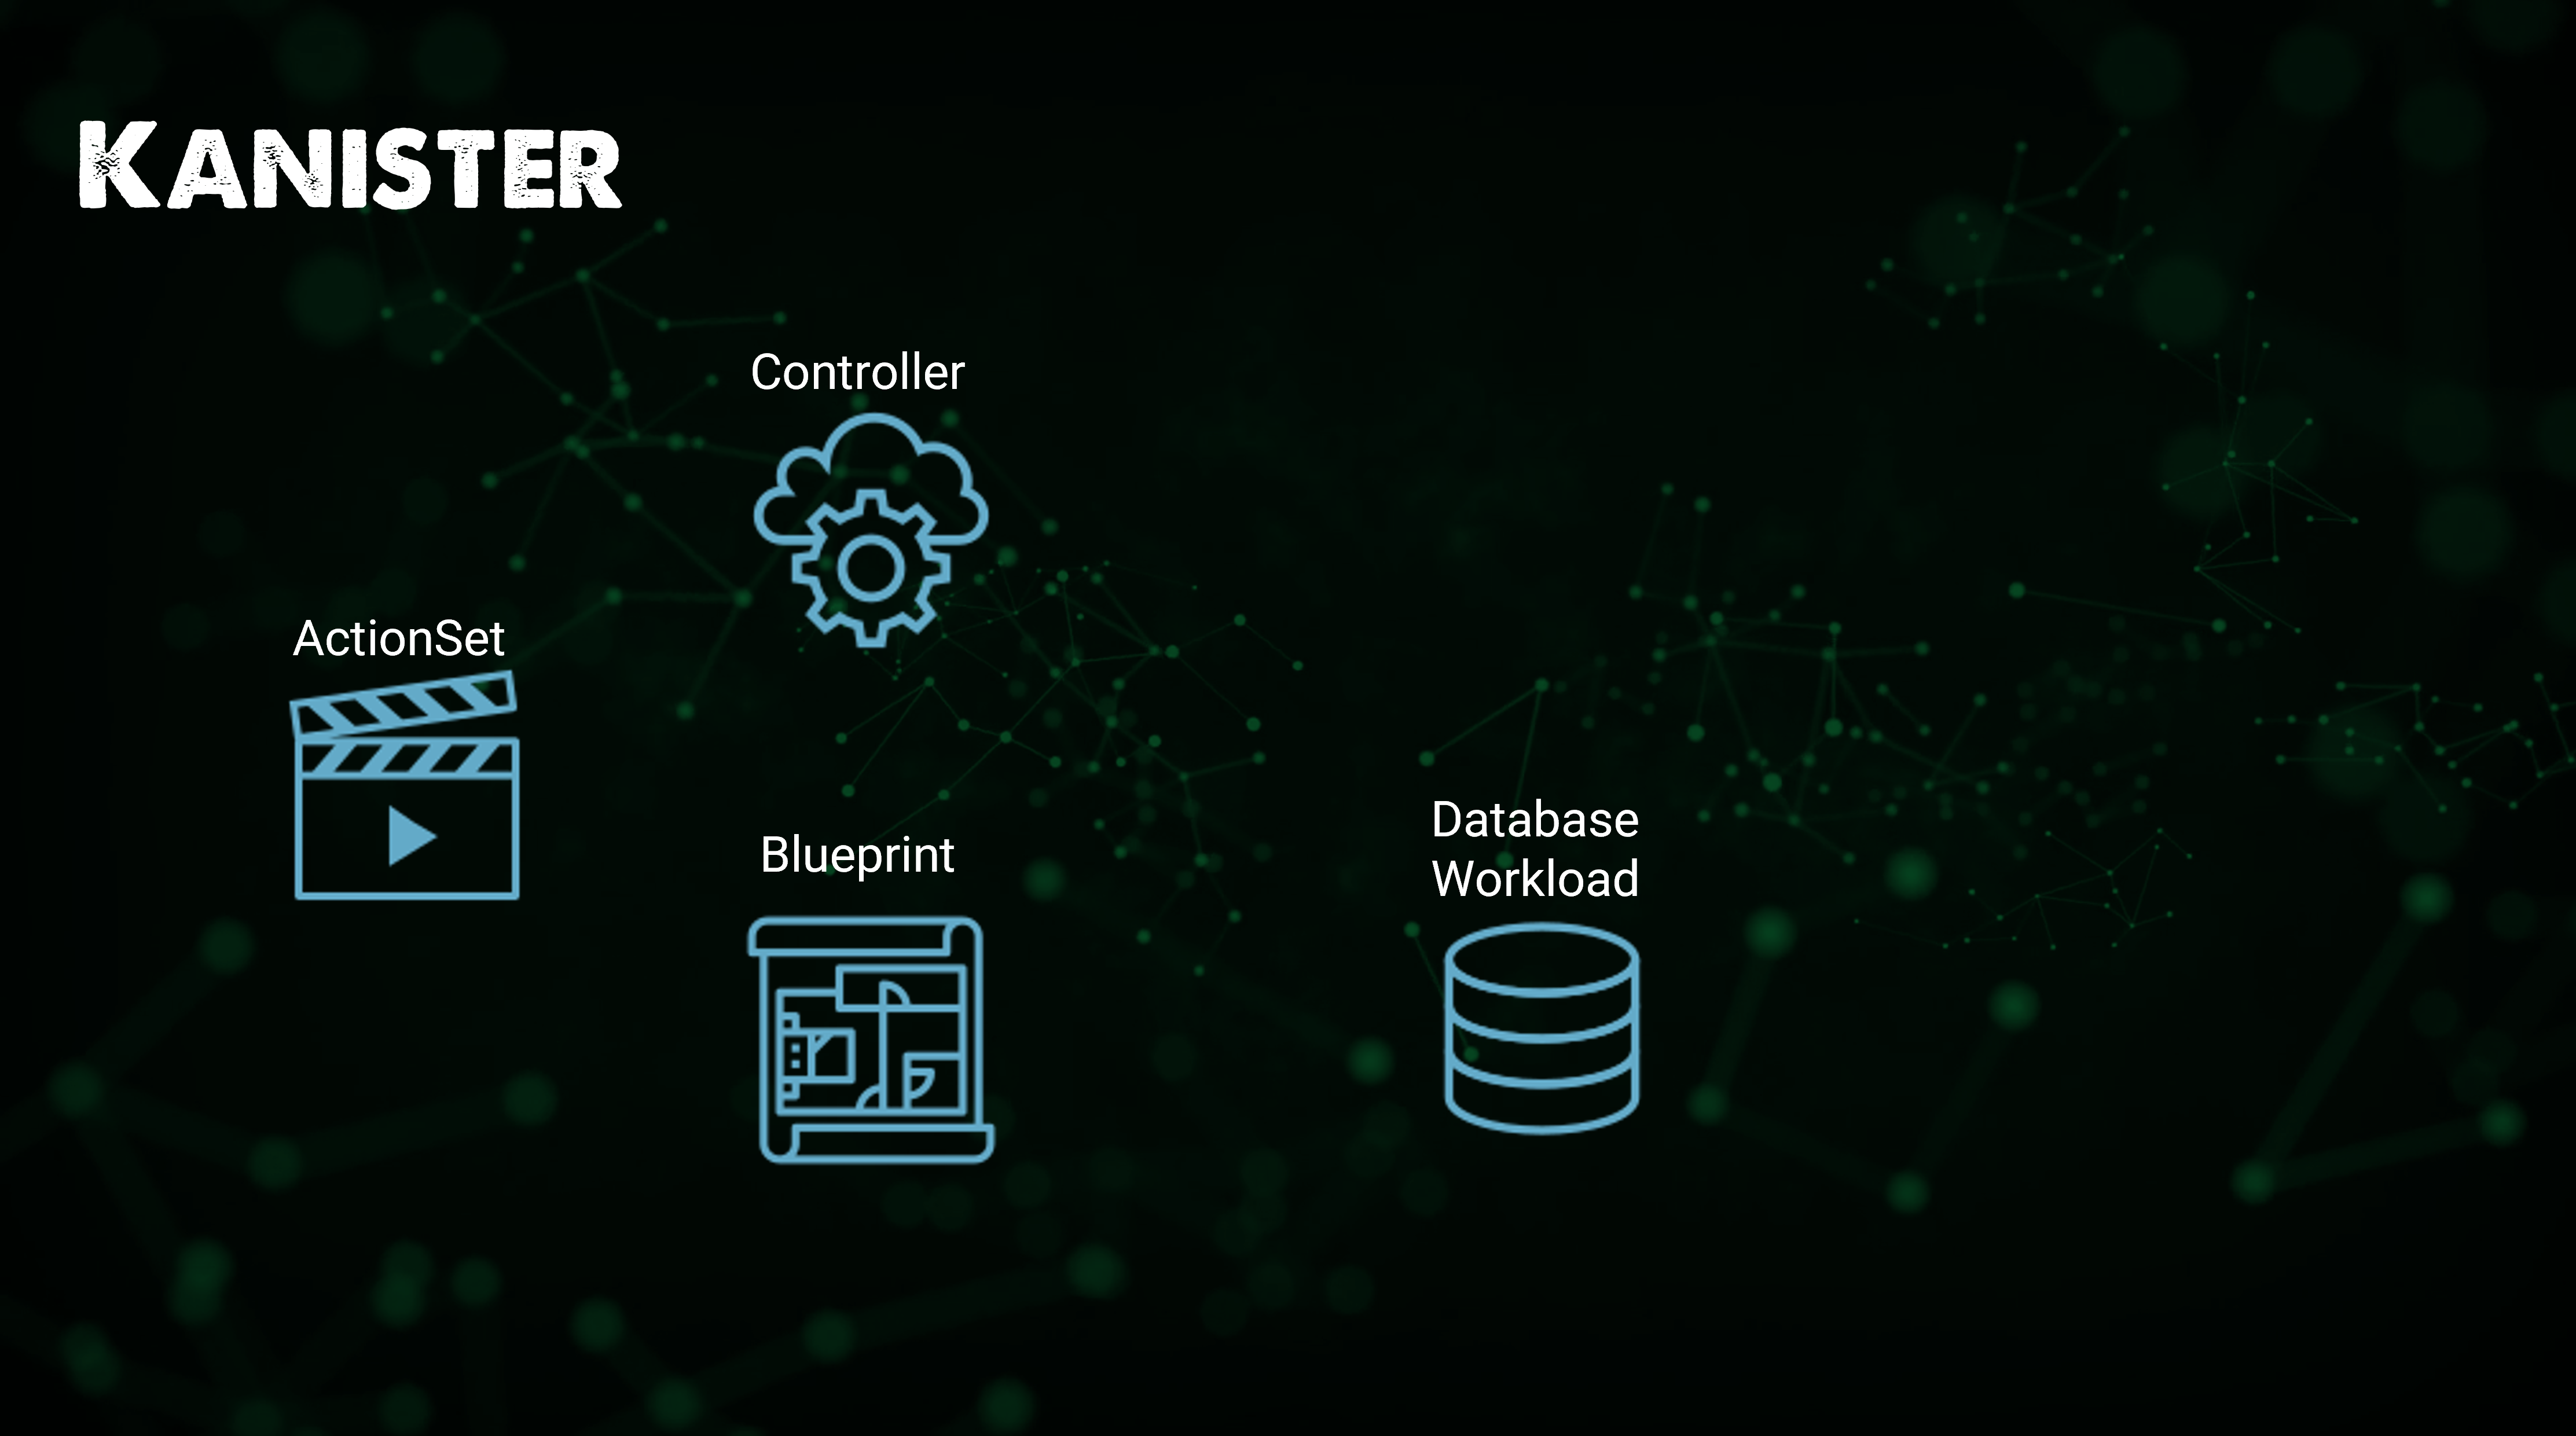 KANISTER
Controller
ActionSet
Blueprint
Database
Workload